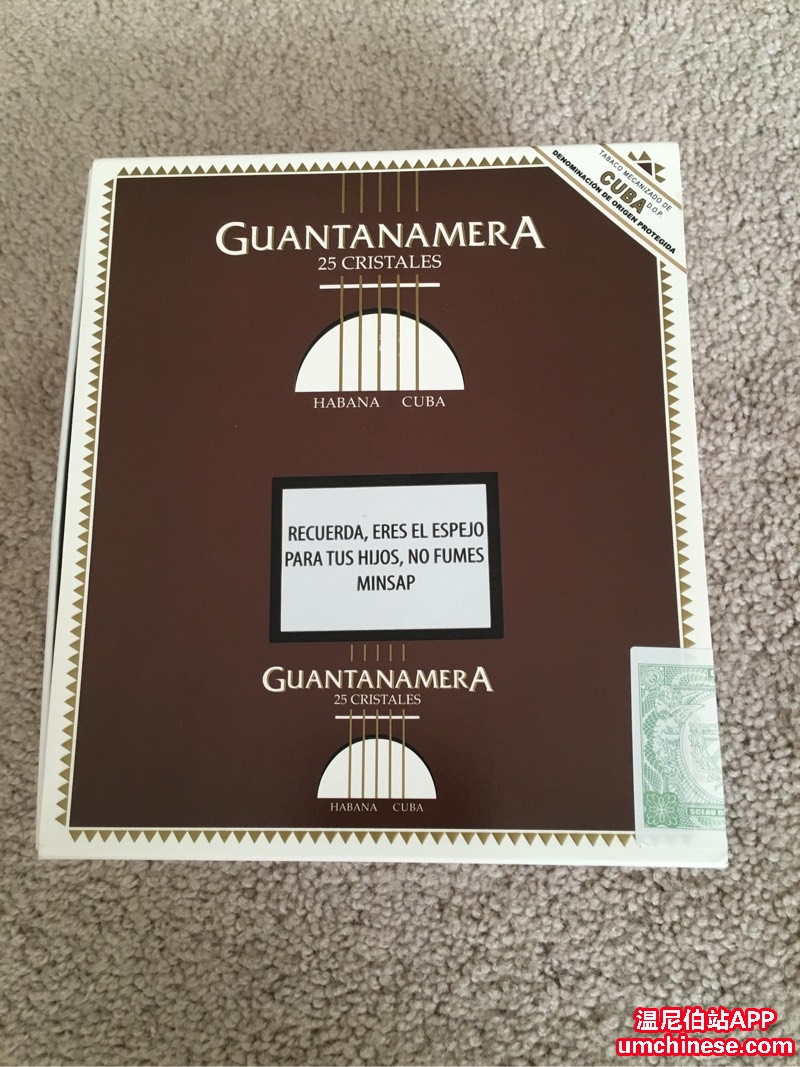 TABACO MECANIZADO DE
CUBA D.O.P.
DENOMINACIÓN DE ORIGEN PROTEGIDA
GUANTANAMERA
25 CRISTALES
HABANA CUBA
RECUERDA, ERES EL ESPEJO
PARA TUS HIJOS, NO FUMES
MINSAP
GUANTANAMERA
25 CRISTALES
HABANA CUBA
温尼伯站APP
umchinese.com